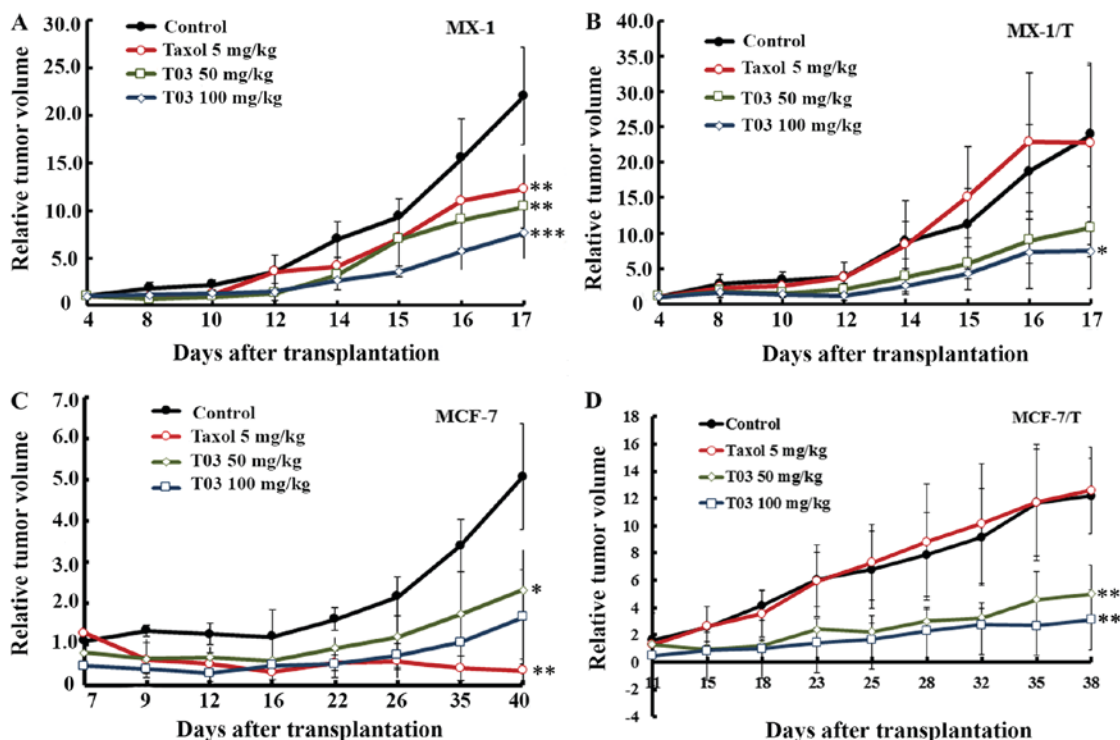 A
MX-1
Control
Taxol 5 mg/kg
T03 50 mg/kg
T03 100 mg/kg
Relative tumor volume
30.0
25.0
20.0
15.0
10.0
5.0
0
**
**
***
4 8 10 12 14 15 16 17
Days after transplantation
B
MX-1/T
Control
Taxol 5 mg/kg
T03 50 mg/kg
T03 100 mg/kg
Relative tumor volume
40.0
35.0
30.0
25.0
20.0
15.0
10.0
5.0
0
*
4 8 10 12 14 15 16 17
Days after transplantation
C
MCF-7
Control
Taxol 5 mg/kg
T03 50 mg/kg
T03 100 mg/kg
Relative tumor volume
7.0
6.0
5.0
4.0
3.0
2.0
1.0
0
*
**
7 9 12 16 22 26 35 40
Days after transplantation
D
MCF-7/T
Control
Taxol 5 mg/kg
T03 50 mg/kg
T03 100 mg/kg
Relative tumor volume
18
16
14
12
10
8
6
4
2
0
-2
-4
**
**
11 15 18 23 25 28 32 35 38
Days after transplantation